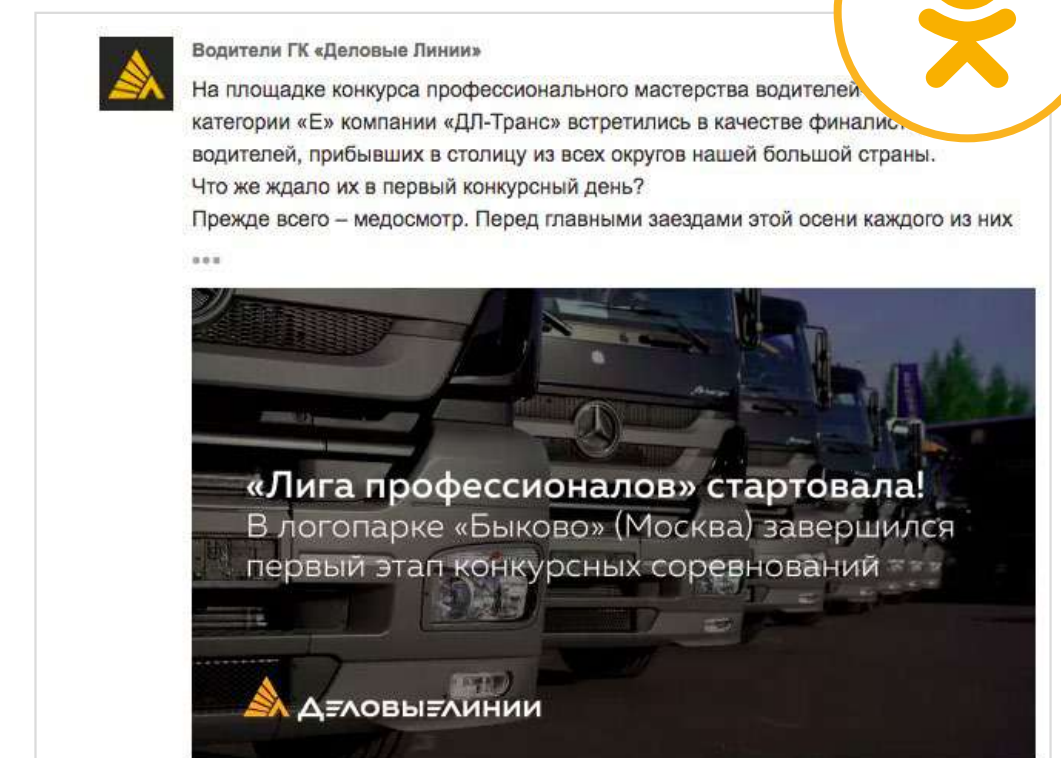 Водители ГК «Деловые Линии»
На площадке конкурса профессионального мастерства водителей
категории «Е» компании «ДЛ-Транс» встретились в качестве
водителей, прибывших в столицу из всех округов нашей большой страны.
Что же ждало их в первый конкурсный день?
Прежде всего – медосмотр. Перед главными заездами этой осени каждого из них
«Лига профессионалов» стартовала!
В логопарке «Быково» (Москва) завершился
первый этап конкурсных соревнований
ДЕЛОВЫЕ ЛИНИИ